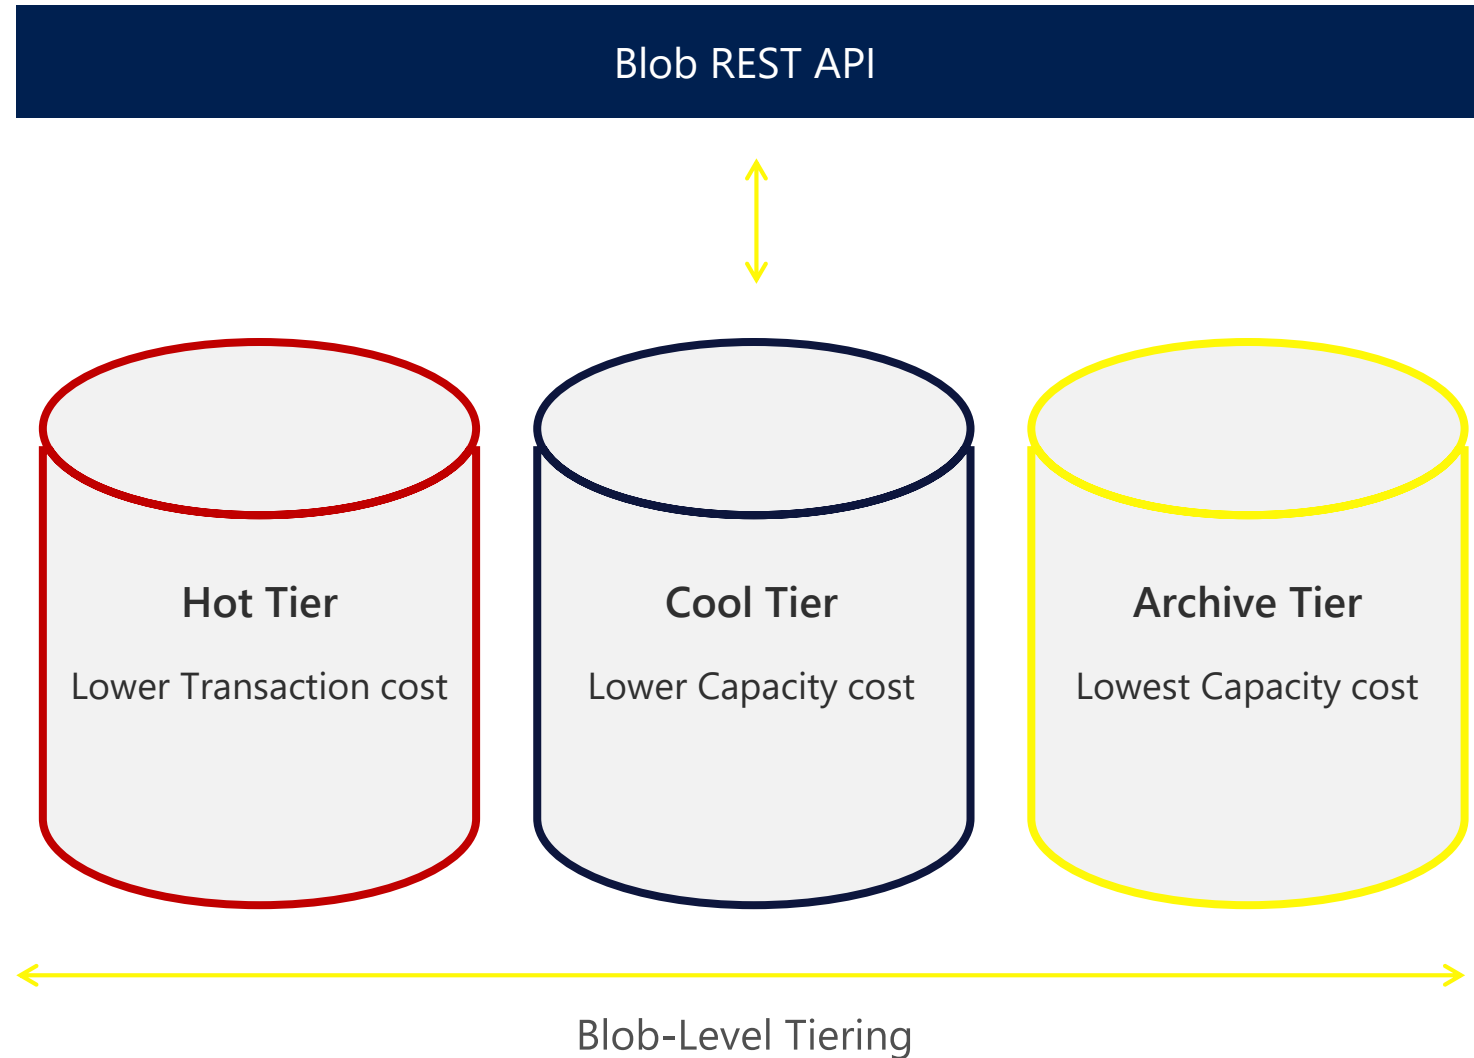 Blob REST API
Hot Tier
Lower Transaction cost
Cool Tier
Lower Capacity cost
Archive Tier
Lowest Capacity cost
Blob-Level Tiering